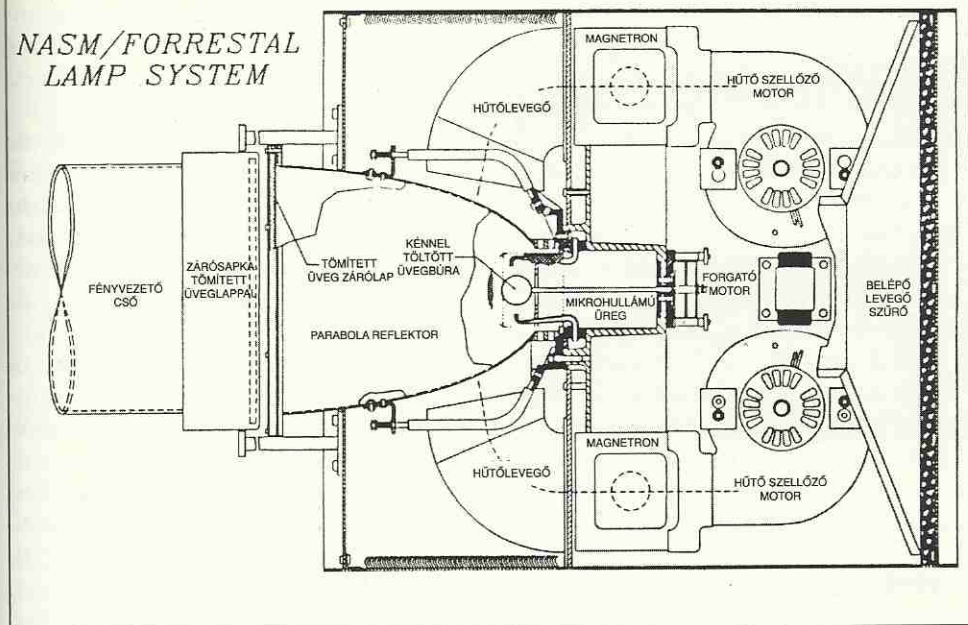 NASM/FORRESTAL
LAMP SYSTEM
MAGNETRON
HŰTŐ SZELLŐZŐ
MOTOR
HŰTŐLEVEGŐ
FÉNYVEZETŐ
CSŐ
ZÁRÓSAPKA
TÖMÍTETT
ÜVEGLAPPAL
TÖMÍTETT
ÜVEG ZÁRÓLAP
KÉNNEL
TÖLTÖTT
ÜVEGBÚRA
PARABOLA REFLEKTOR
MIKROHULLÁMÚ
ÜREG
FORGATÓ
MOTOR
BELÉPŐ
LEVEGŐ
SZŰRŐ
MAGNETRON
HŰTŐLEVEGŐ
HŰTŐ SZELLŐZŐ
MOTOR